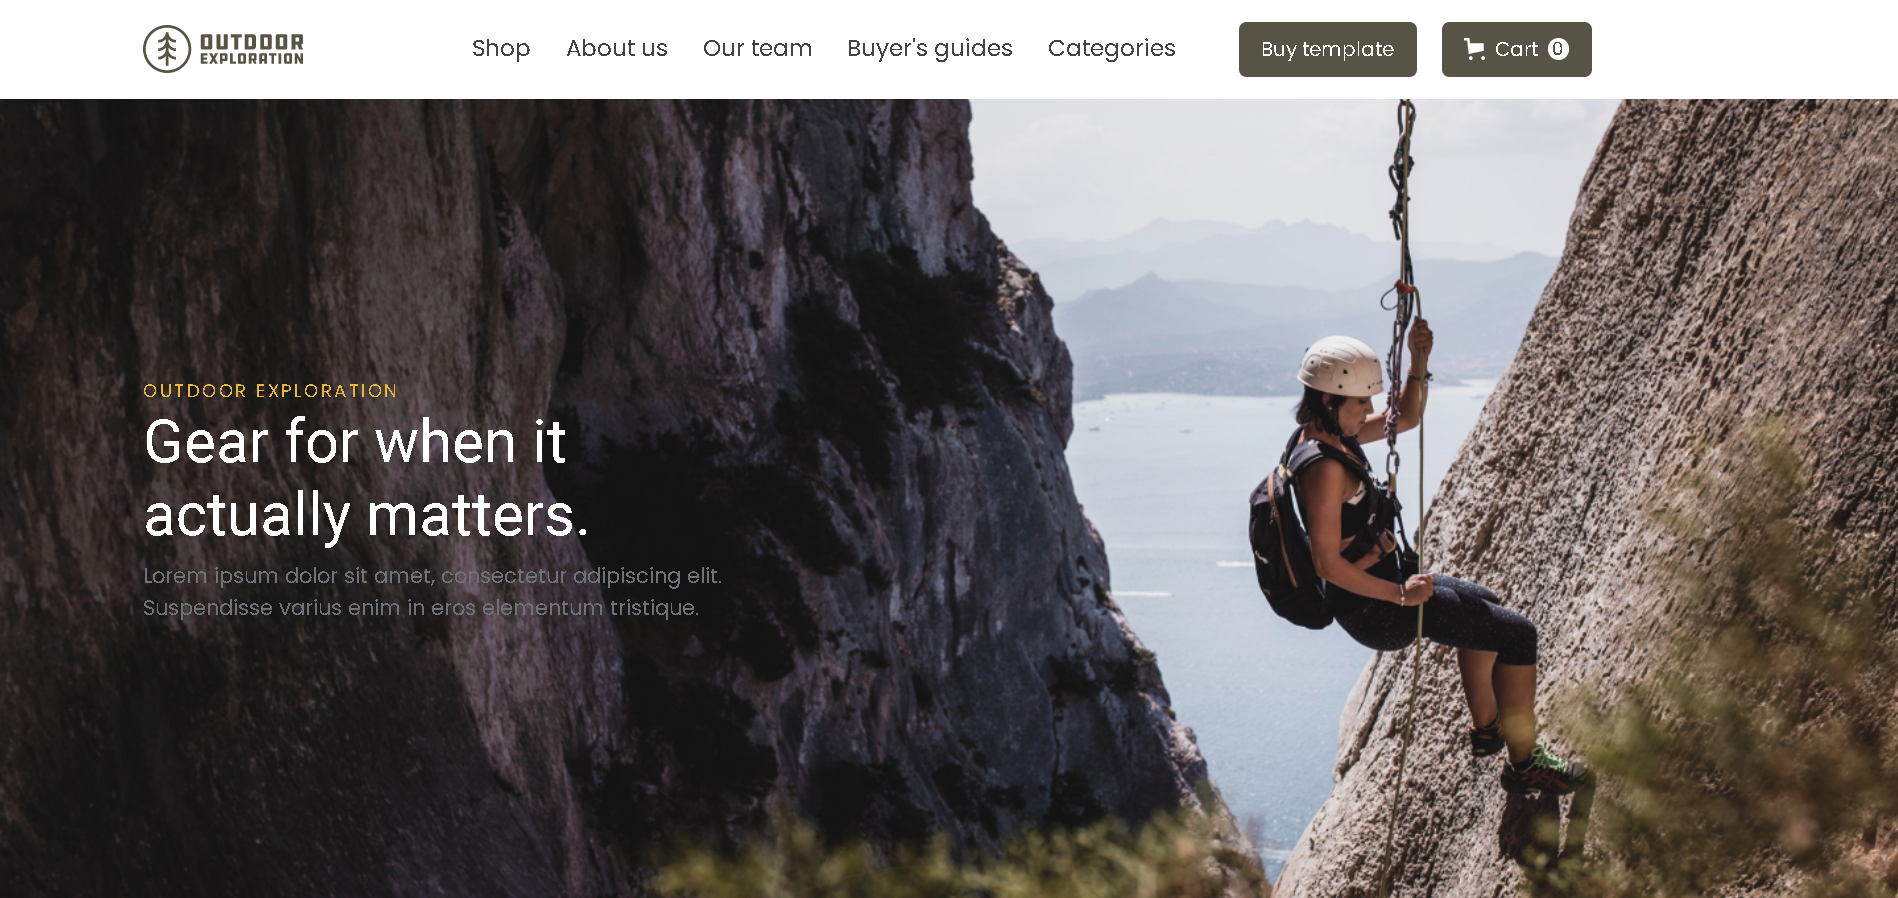 OUTDOOR
EXPLORATION
Shop
About us
Our team
Buyer's guides
Categories
Buy template
Cart 0
OUTDOOR EXPLORATION
Gear for when it
actually matters.
Lorem ipsum dolor sit amet, consectetur adipiscing elit.
Suspendisse varius enim in eros elementum tristique.